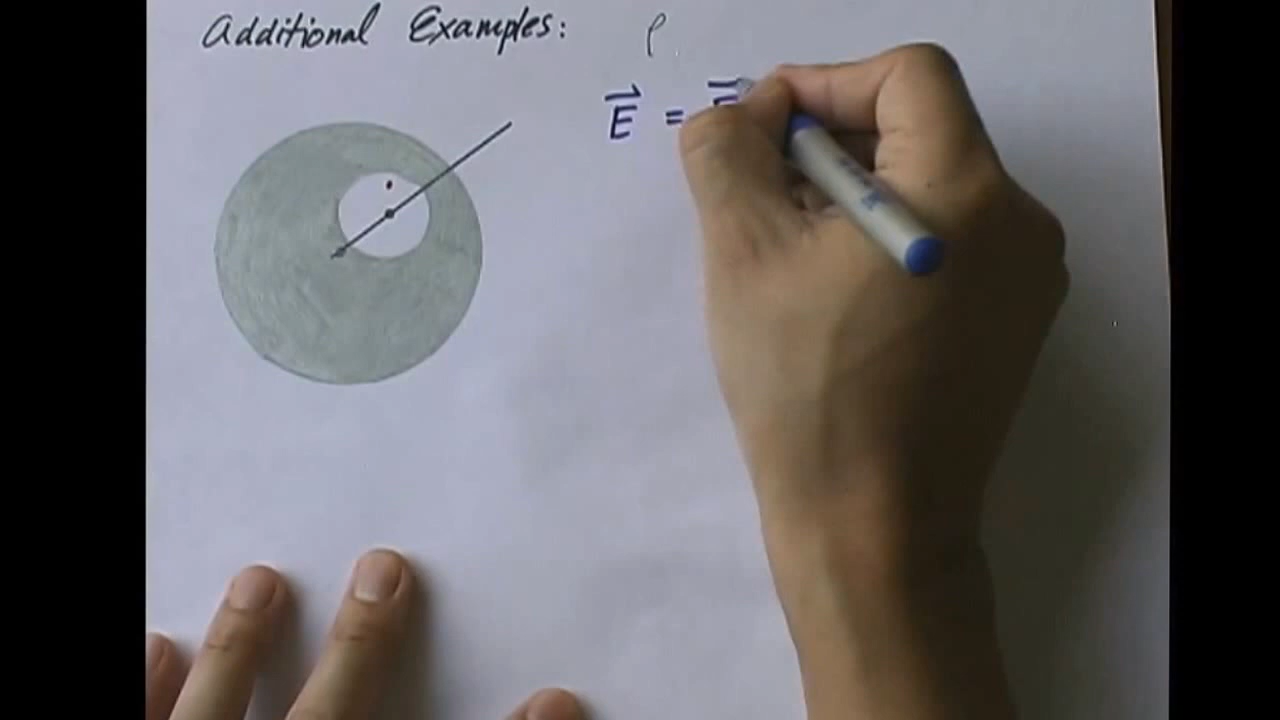 Additional Examples: ρ
E⃗ = E⃗